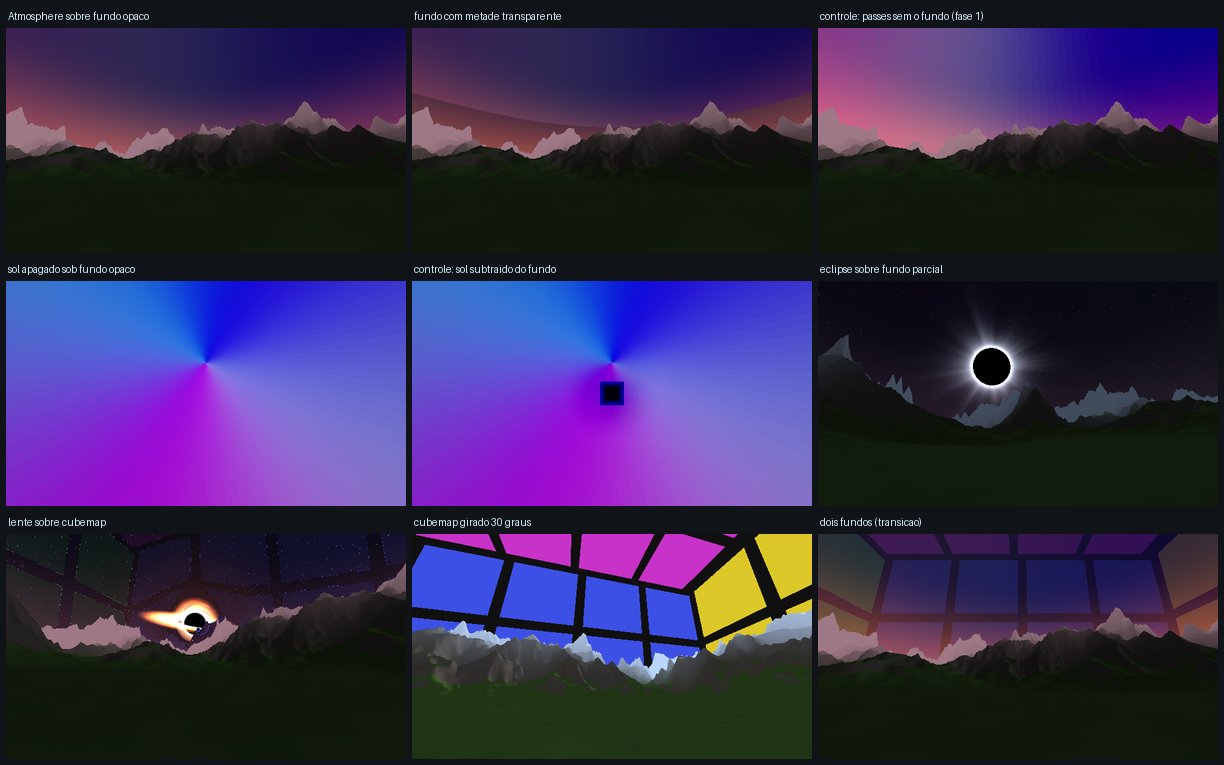 Atmosphere sobre fundo opaco
fundo com metade transparente
controle: passes sem o fundo (fase 1)
sol apagado sob fundo opaco
controle: sol subtraido do fundo
eclipse sobre fundo parcial
lente sobre cubemap
cubemap girado 30 graus
dois fundos (transicao)